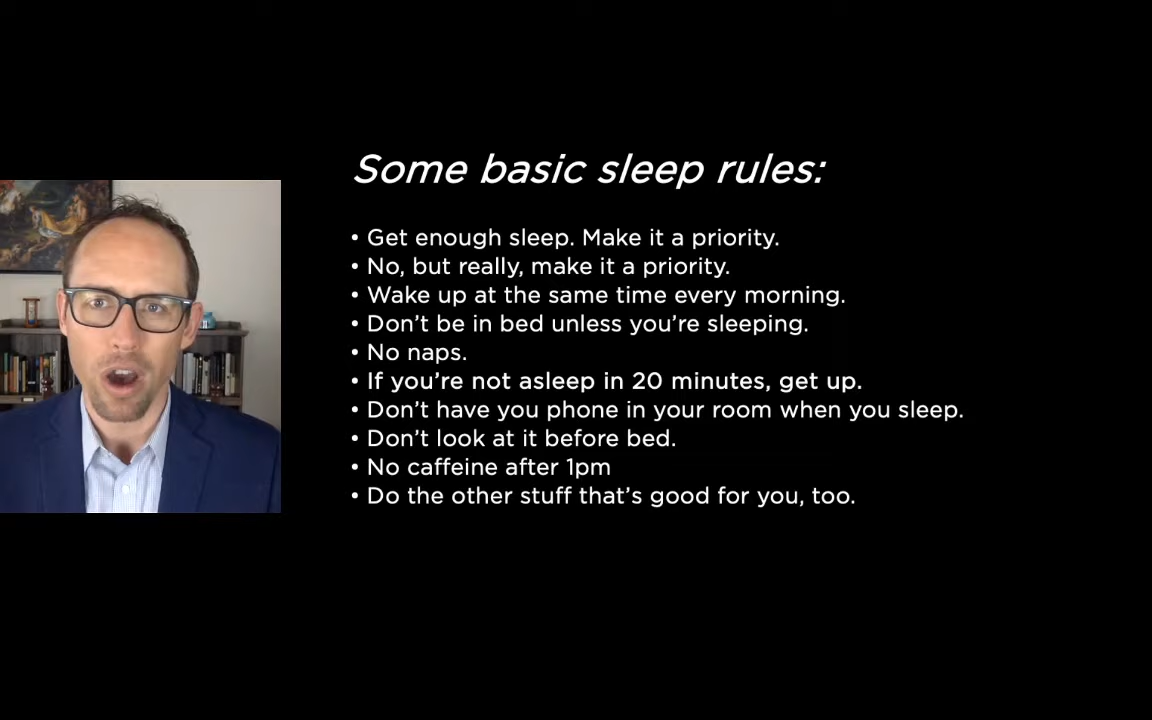 Some basic sleep rules:
• Get enough sleep. Make it a priority.
• No, but really, make it a priority.
• Wake up at the same time every morning.
• Don’t be in bed unless you’re sleeping.
• No naps.
• If you’re not asleep in 20 minutes, get up.
• Don’t have you phone in your room when you sleep.
• Don’t look at it before bed.
• No caffeine after 1pm
• Do the other stuff that’s good for you, too.